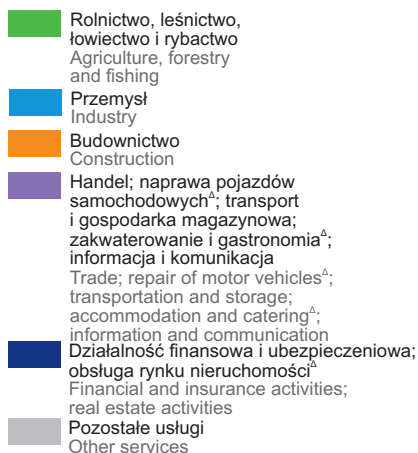 Rolnictwo, leśnictwo,
łowiectwo i rybactwo
Agriculture, forestry
and fishing
Przemysł
Industry
Budownictwo
Construction
Handel; naprawa pojazdów
samochodowych^Δ; transport
i gospodarka magazynowa;
zakwaterowanie i gastronomia^Δ;
informacja i komunikacja
Trade; repair of motor vehicles^Δ;
transportation and storage;
accommodation and catering^Δ;
information and communication
Działalność finansowa i ubezpieczeniowa;
obsługa rynku nieruchomości^Δ
Financial and insurance activities;
real estate activities
Pozostałe usługi
Other services